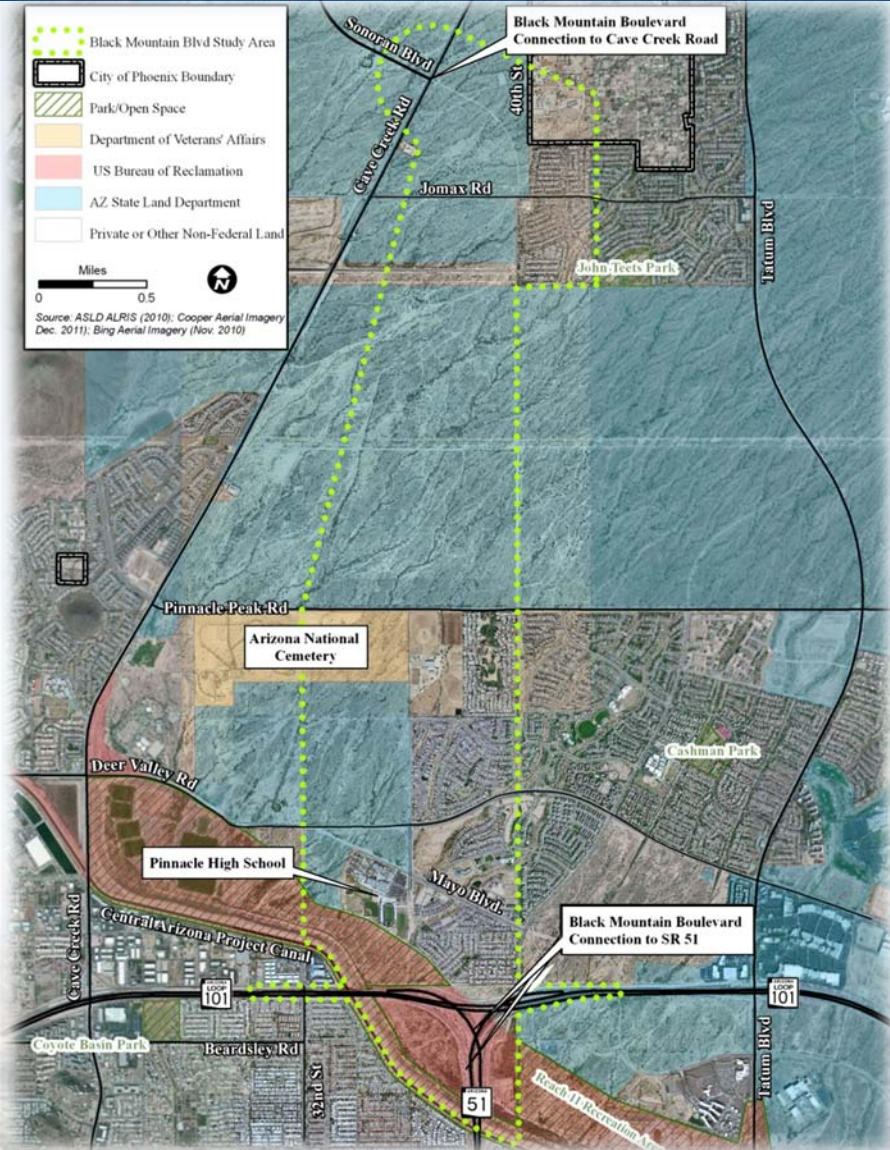 Black Mountain Blvd Study Area
City of Phoenix Boundary
Park/Open Space
Department of Veterans' Affairs
US Bureau of Reclamation
AZ State Land Department
Private or Other Non-Federal Land
Miles
N
0
0.5
Source: ASLD ALRIS (2010); Cooper Aerial Imagery
Dec. 2011); Bing Aerial Imagery (Nov. 2010)
Sonoran Blvd
Black Mountain Boulevard
Connection to Cave Creek Road
40th St
Cave Creek Rd
Jomax Rd
Tatum Blvd
John Teets Park
Pinnacle Peak Rd
Arizona National
Cemetery
Cashman Park
Deer Valley Rd
Pinnacle High School
Mayo Blvd.
Black Mountain Boulevard
Connection to SR 51
Central Arizona Project Canal
Cave Creek Rd
ARIZONA
LOOP
101
ARIZONA
LOOP
101
Coyote Basin Park
Beardsley Rd
32nd St
ARIZONA
51
Reach 11 Recreation Area
Tatum Blvd